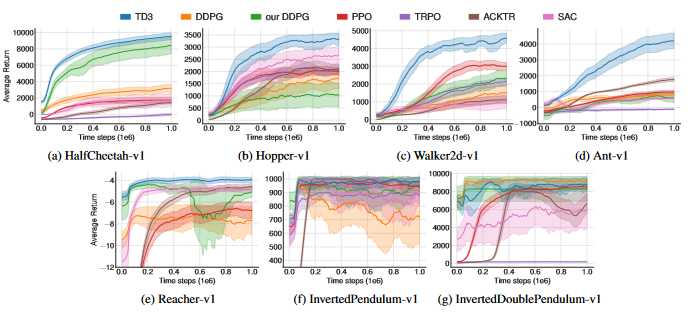 TD3 DDPG our DDPG PPO TRPO ACKTR SAC
Average Return
10000
8000
6000
4000
2000
0
0.0 0.2 0.4 0.6 0.8 1.0
Time steps (1e6)
(a) HalfCheetah-v1
3500
3000
2500
2000
1500
1000
500
0
0.0 0.2 0.4 0.6 0.8 1.0
Time steps (1e6)
(b) Hopper-v1
5000
4000
3000
2000
1000
0
0.0 0.2 0.4 0.6 0.8 1.0
Time steps (1e6)
(c) Walker2d-v1
5000
4000
3000
2000
1000
0
-1000
0.0 0.2 0.4 0.6 0.8 1.0
Time steps (1e6)
(d) Ant-v1
Average Return
-4
-6
-8
-10
-12
0.0 0.2 0.4 0.6 0.8 1.0
Time steps (1e6)
(e) Reacher-v1
1000
900
800
700
600
500
400
0.0 0.2 0.4 0.6 0.8 1.0
Time steps (1e6)
(f) InvertedPendulum-v1
10000
8000
6000
4000
2000
0
0.0 0.2 0.4 0.6 0.8 1.0
Time steps (1e6)
(g) InvertedDoublePendulum-v1